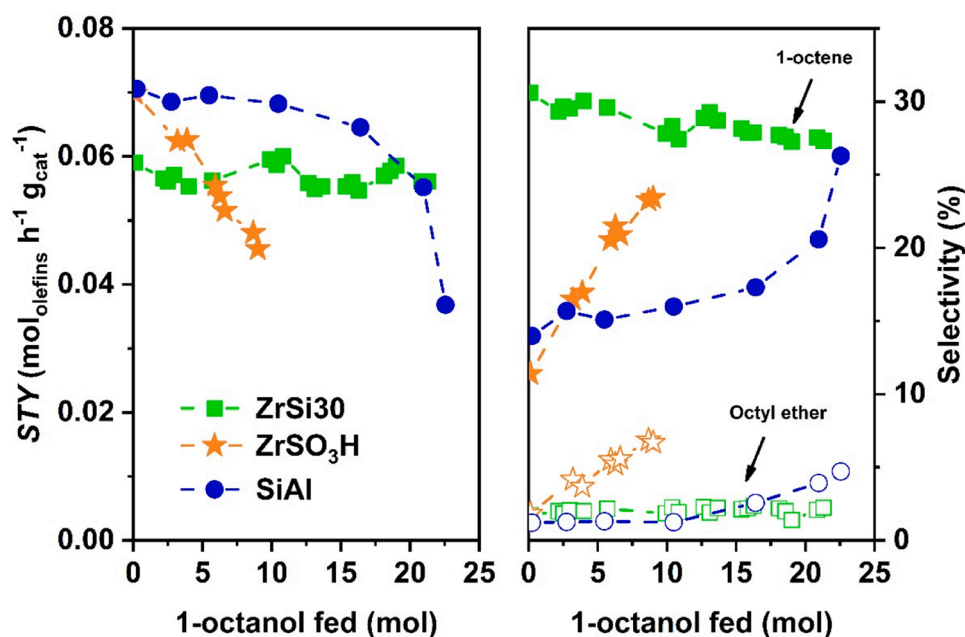 STY (mol_olefins h⁻¹ g_cat⁻¹)
0.08
0.06
0.04
0.02
0.00
ZrSi30
ZrSO₃H
SiAl
0 5 10 15 20 25
1-octanol fed (mol)
1-octene
Octyl ether
0 5 10 15 20 25
1-octanol fed (mol)
30
20
10
0
Selectivity (%)